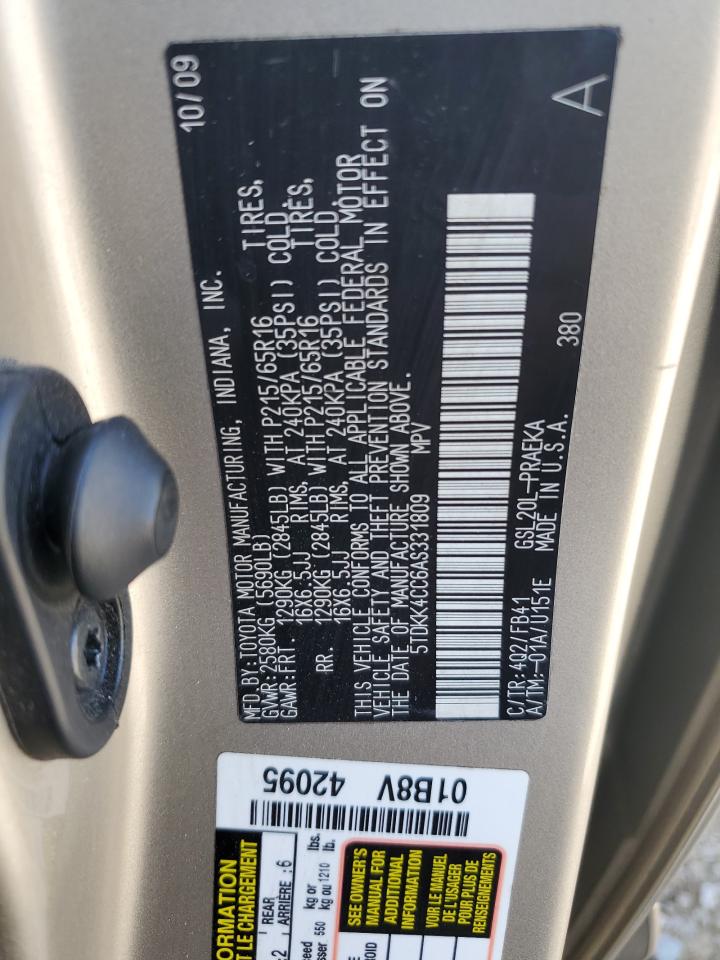 10/09
MFD.BY:TOYOTA MOTOR MANUFACTURING, INDIANA, INC.
GVWR:2580KG (5690LB)
GAWR:FRT. 1290KG (2845LB) WITH P215/65R16 TIRES,
16X6.5JJ RIMS, AT 240KPA (35PSI) COLD.
RR. 1290KG (2845LB) WITH P215/65R16 TIRES,
16X6.5JJ RIMS, AT 240KPA (35PSI) COLD.
THIS VEHICLE CONFORMS TO ALL APPLICABLE FEDERAL MOTOR
VEHICLE SAFETY AND THEFT PREVENTION STANDARDS IN EFFECT ON
THE DATE OF MANUFACTURE SHOWN ABOVE.
5TDKK4CC6AS331809 MPV
C/TR:4Q2/FB41 GSL20L-PRAEKA 380
A/TM:-01A/U151E MADE IN U.S.A.
A
01B8V 42095
ORMATION
ET LE CHARGEMENT
:2 REAR
ARRIÈRE :6
ceed 550 kg or lbs.
sser kg ou 1210 lb.
SEE OWNER'S
MANUAL FOR
ADDITIONAL
INFORMATION
VOIR LE MANUEL
DE L'USAGER
POUR PLUS DE
RENSEIGNEMENTS